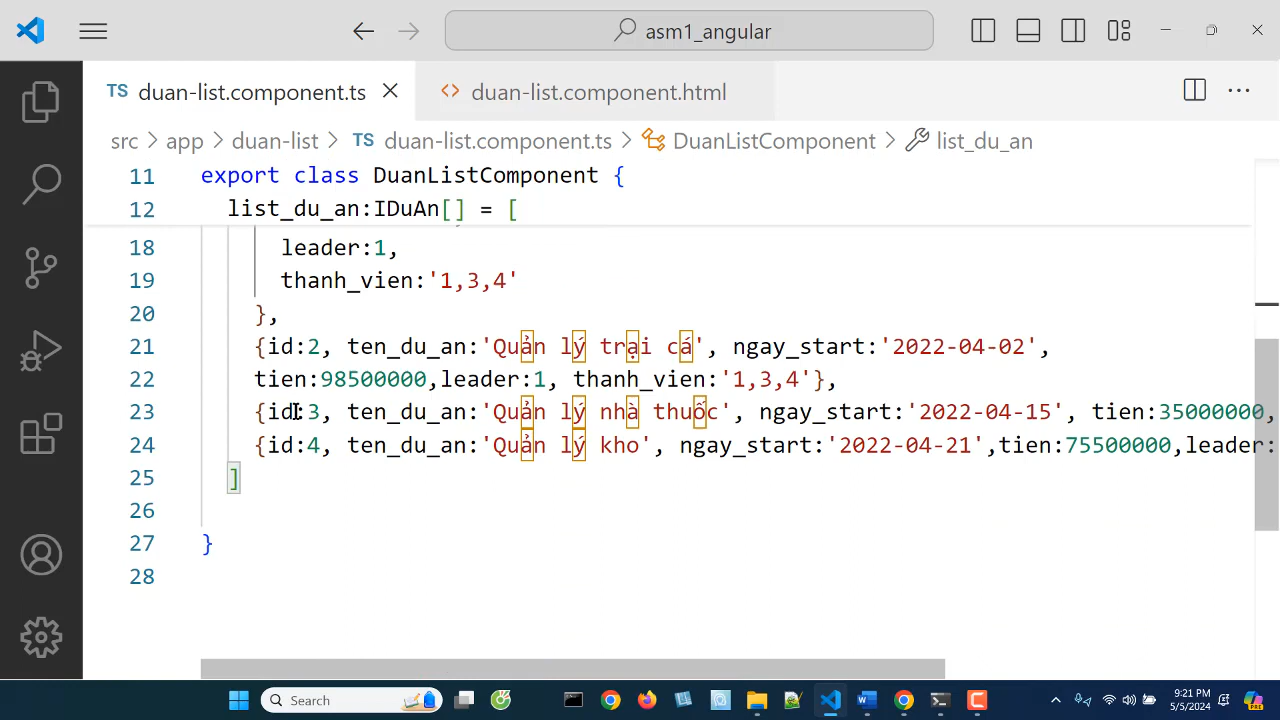 asm1_angular
TS duan-list.component.ts
<> duan-list.component.html
src > app > duan-list > TS duan-list.component.ts > DuanListComponent > list_du_an
11 export class DuanListComponent {
12 list_du_an:IDuAn[] = [
18 leader:1,
19 thanh_vien:'1,3,4'
20 },
21 {id:2, ten_du_an:'Quản lý trại cá', ngay_start:'2022-04-02',
22 tien:98500000,leader:1, thanh_vien:'1,3,4'},
23 {id:3, ten_du_an:'Quản lý nhà thuốc', ngay_start:'2022-04-15', tien:35000000,
24 {id:4, ten_du_an:'Quản lý kho', ngay_start:'2022-04-21',tien:75500000,leader:
25 ]
26
27 }
28
Search
9:21 PM
5/5/2024